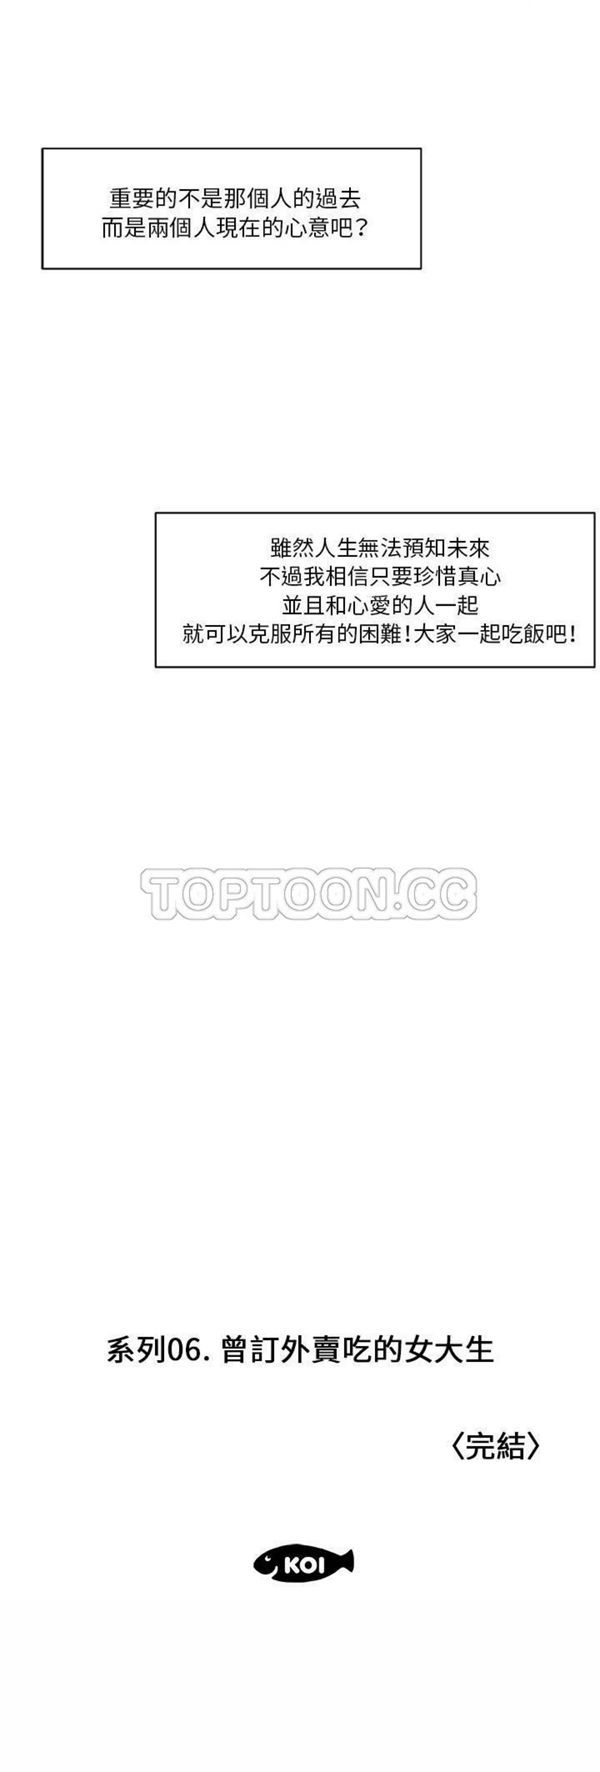 重要的不是那個人的過去
而是兩個人現在的心意吧？
雖然人生無法預知未來
不過我相信只要珍惜真心
並且和心愛的人一起
就可以克服所有的困難！大家一起吃飯吧！
TOPTOON.CC
系列06. 曾訂外賣吃的女大生
〈完結〉
KOI